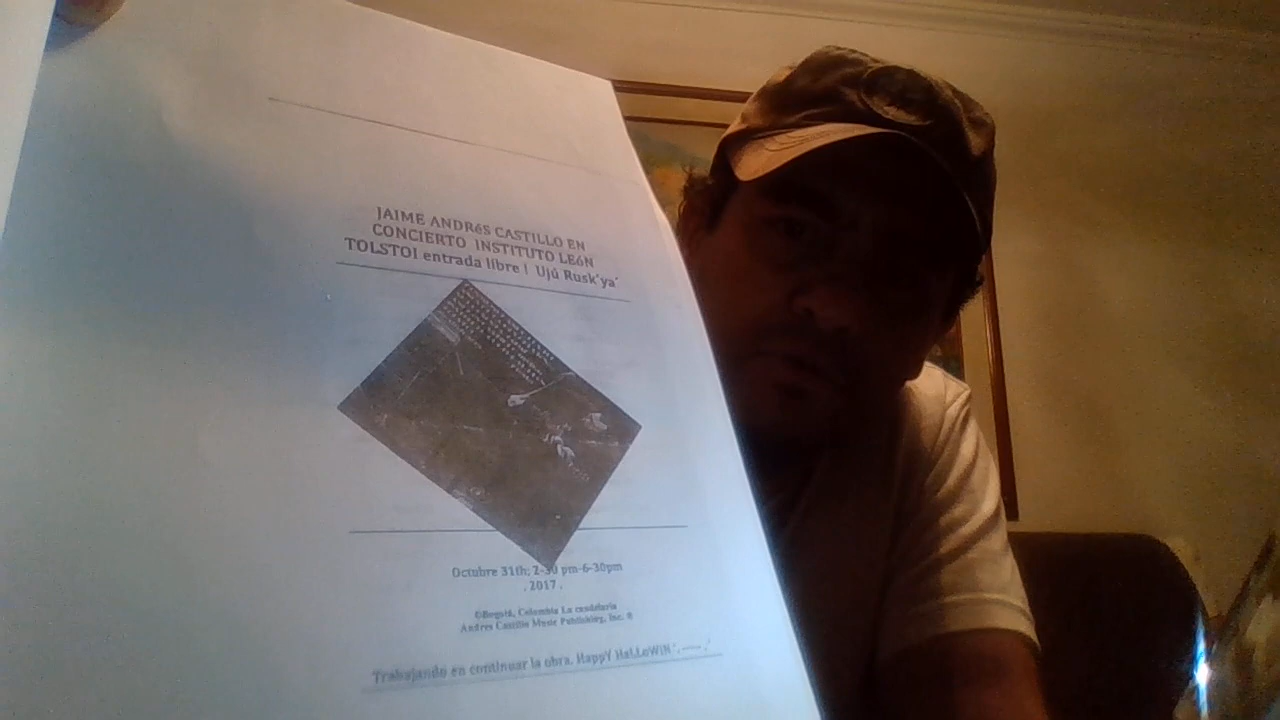 JAIME ANDRéS CASTILLO EN
CONCIERTO INSTITUTO LEóN
TOLSTOI entrada libre ! Ujú Rusk'ya'
Octubre 31th; 2-30 pm-6-30pm
. 2017 .
©Bogotá, Colombia La candelaria
Andres Castillo Music Publishing, Inc. ®
Trabajando en continuar la obra. HappY HaLLoWiN